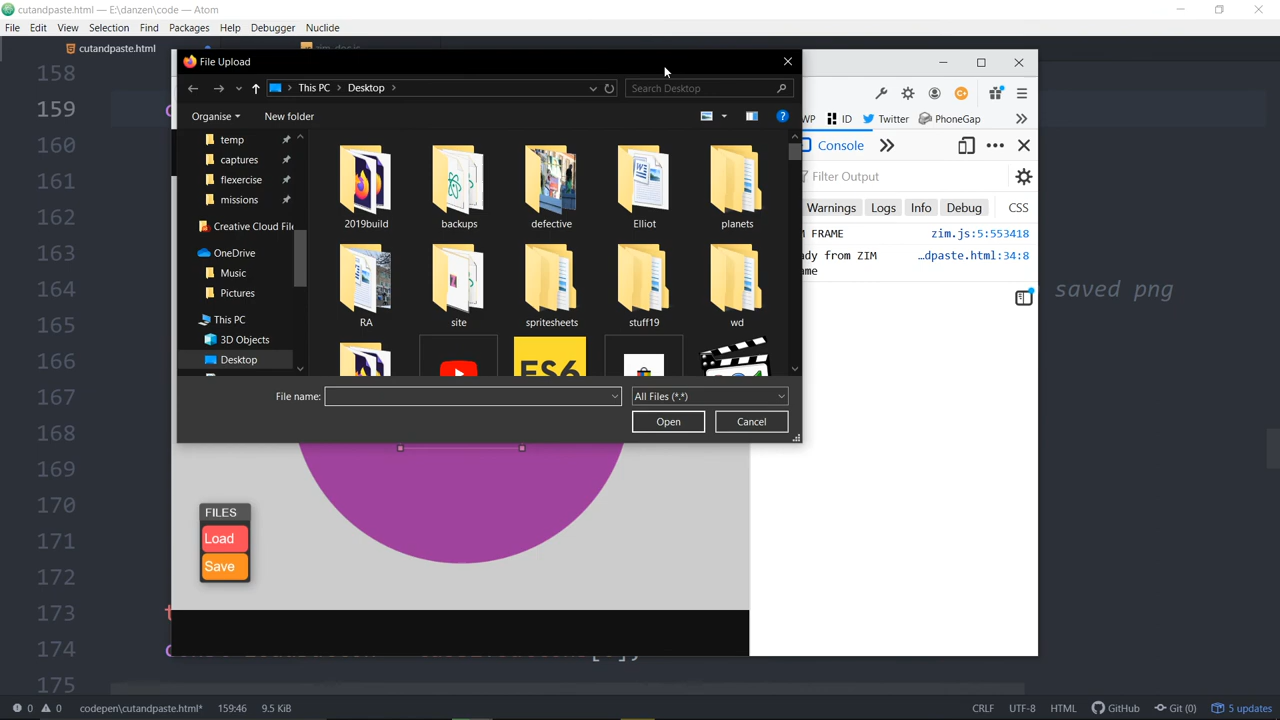 cutandpaste.html — E:\danzen\code — Atom
File Edit View Selection Find Packages Help Debugger Nuclide
cutandpaste.html
File Upload
This PC Desktop
Search Desktop
Organise New folder
WP ID Twitter PhoneGap
Console
Filter Output
Warnings Logs Info Debug CSS
FRAME zim.js:5:553418
ady from ZIM …dpaste.html:34:8
me
temp
captures
flexercise
missions
Creative Cloud File
OneDrive
Music
Pictures
This PC
3D Objects
Desktop
2019build backups defective Elliot planets
RA site spritesheets stuff19 wd
ES6
File name: All Files (*.*)
Open Cancel
FILES
Load
Save
158
159
160
161
162
163
164 saved png
165
166
167
168
169
170
171
172
173
174
175
0 0 codepen\cutandpaste.html* 159:46 9.5 KiB CRLF UTF-8 HTML GitHub Git (0) 5 updates